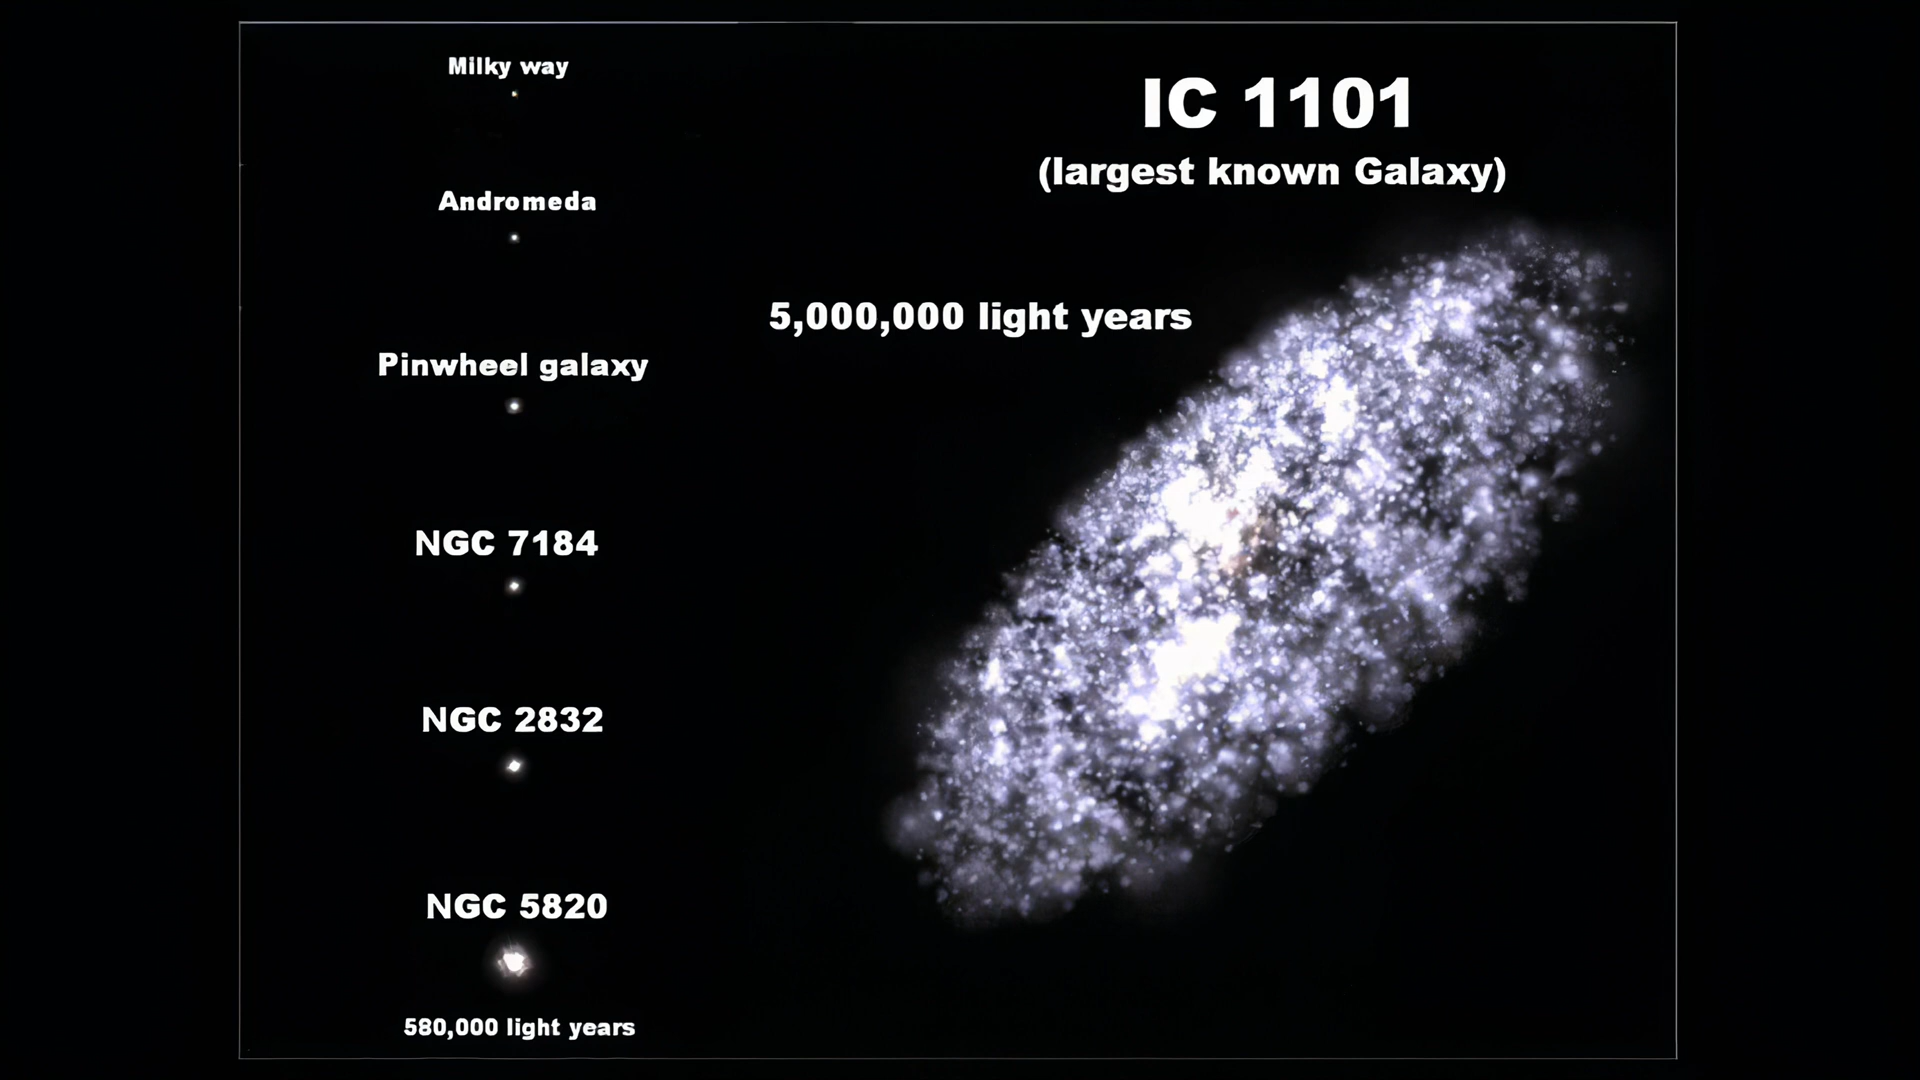 Milky way
Andromeda
Pinwheel galaxy
NGC 7184
NGC 2832
NGC 5820
580,000 light years
IC 1101
(largest known Galaxy)
5,000,000 light years